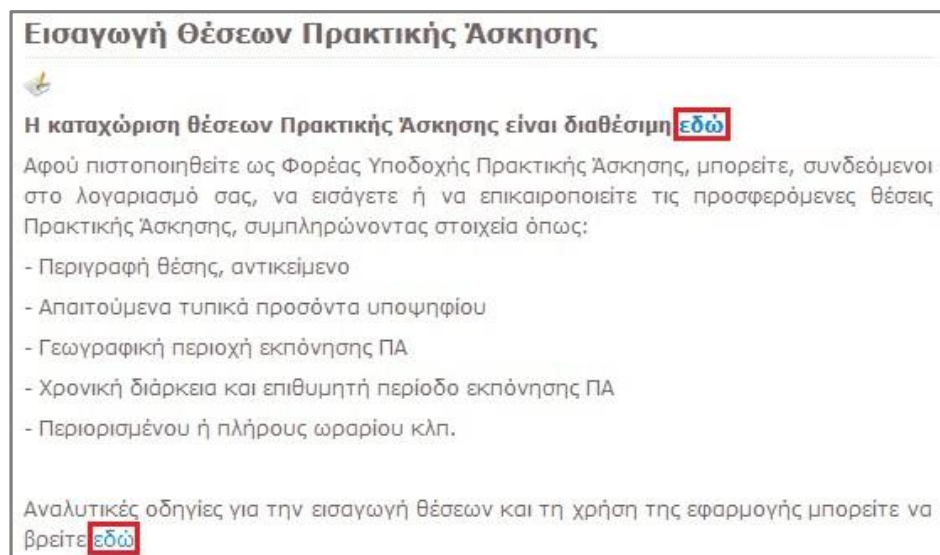 Εισαγωγή Θέσεων Πρακτικής Άσκησης
Η καταχώριση θέσεων Πρακτικής Άσκησης είναι διαθέσιμη εδώ
Αφού πιστοποιηθείτε ως Φορέας Υποδοχής Πρακτικής Άσκησης, μπορείτε, συνδεόμενοι
στο λογαριασμό σας, να εισάγετε ή να επικαιροποιείτε τις προσφερόμενες θέσεις
Πρακτικής Άσκησης, συμπληρώνοντας στοιχεία όπως:
- Περιγραφή θέσης, αντικείμενο
- Απαιτούμενα τυπικά προσόντα υποψηφίου
- Γεωγραφική περιοχή εκπόνησης ΠΑ
- Χρονική διάρκεια και επιθυμητή περίοδο εκπόνησης ΠΑ
- Περιορισμένου ή πλήρους ωραρίου κλπ.
Αναλυτικές οδηγίες για την εισαγωγή θέσεων και τη χρήση της εφαρμογής μπορείτε να
βρείτε εδώ